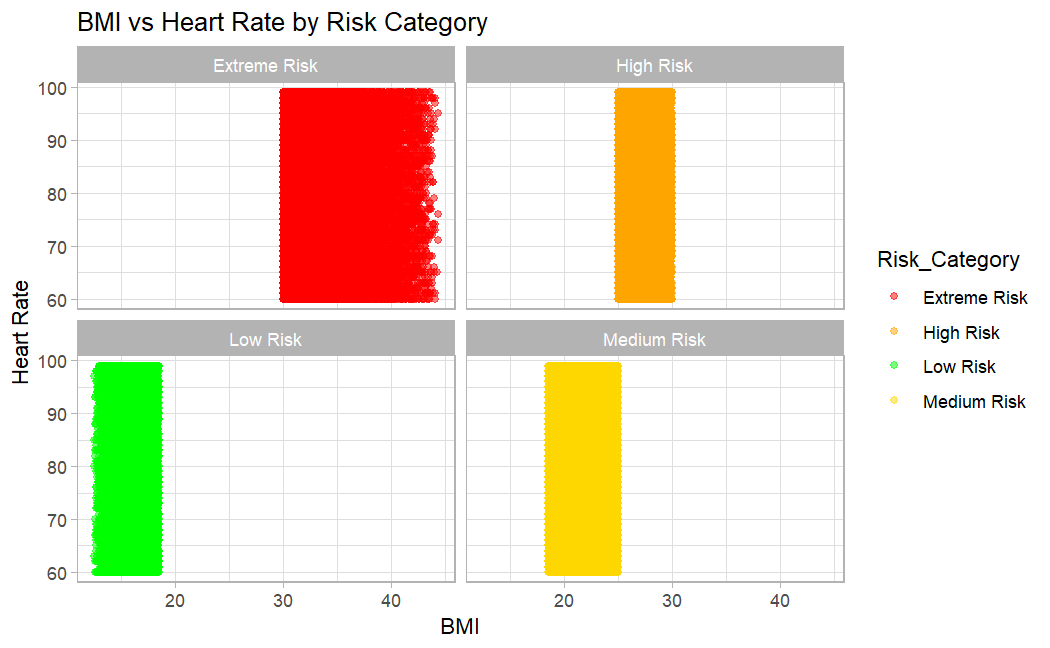 BMI vs Heart Rate by Risk Category
Extreme Risk
High Risk
100
90
80
70
60
Low Risk
Medium Risk
100
90
80
70
60
20
30
40
20
30
40
BMI
Heart Rate
Risk_Category
Extreme Risk
High Risk
Low Risk
Medium Risk